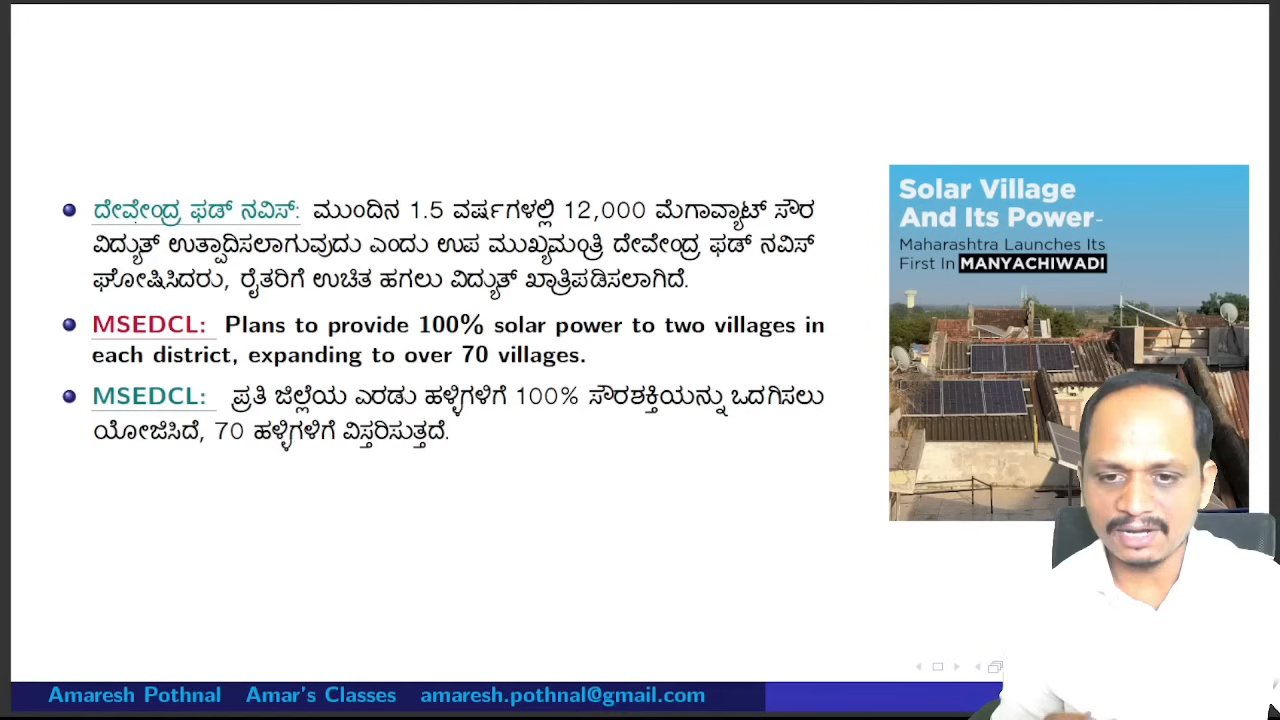 ದೇವೇಂದ್ರ ಫಡ್ ನವಿಸ್: ಮುಂದಿನ 1.5 ವರ್ಷಗಳಲ್ಲಿ 12,000 ಮೆಗಾವ್ಯಾಟ್ ಸೌರ
ವಿದ್ಯುತ್ ಉತ್ಪಾದಿಸಲಾಗುವುದು ಎಂದು ಉಪ ಮುಖ್ಯಮಂತ್ರಿ ದೇವೇಂದ್ರ ಫಡ್ ನವಿಸ್
ಘೋಷಿಸಿದರು, ರೈತರಿಗೆ ಉಚಿತ ಹಗಲು ವಿದ್ಯುತ್ ಖಾತ್ರಿಪಡಿಸಲಾಗಿದೆ.
MSEDCL: Plans to provide 100% solar power to two villages in
each district, expanding to over 70 villages.
MSEDCL: ಪ್ರತಿ ಜಿಲ್ಲೆಯ ಎರಡು ಹಳ್ಳಿಗಳಿಗೆ 100% ಸೌರಶಕ್ತಿಯನ್ನು ಒದಗಿಸಲು
ಯೋಜಿಸಿದೆ, 70 ಹಳ್ಳಿಗಳಿಗೆ ವಿಸ್ತರಿಸುತ್ತದೆ.
Solar Village
And Its Power-
Maharashtra Launches Its
First In MANYACHIWADI
Amaresh Pothnal Amar's Classes amaresh.pothnal@gmail.com